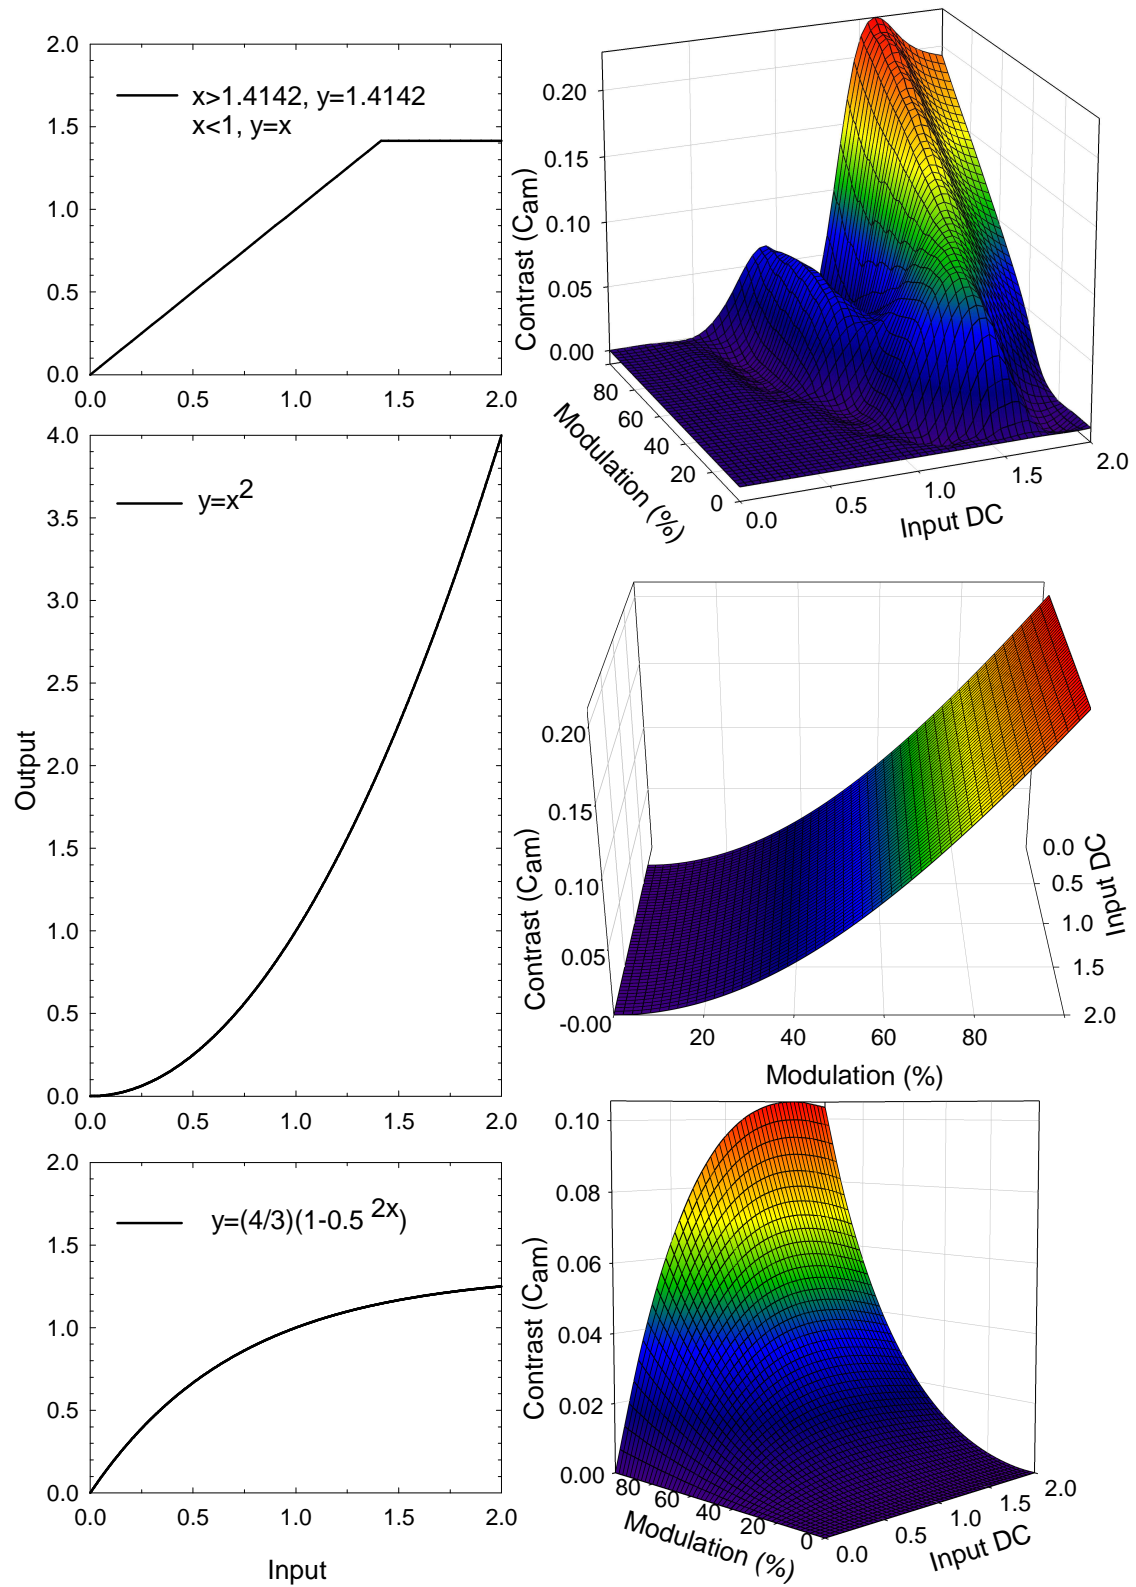 2.0
1.5
1.0
0.5
0.0
x>1.4142, y=1.4142
x<1, y=x
0.0 0.5 1.0 1.5 2.0
0.20
0.15
0.10
0.05
0.00
Contrast (Cam)
80
60
40
20
0
Modulation (%)
0.0 0.5 1.0 1.5 2.0
Input DC
4.0
3.5
3.0
2.5
2.0
1.5
1.0
0.5
0.0
y=x2
0.0 0.5 1.0 1.5 2.0
Output
0.20
0.15
0.10
0.05
-0.00
Contrast (Cam)
20 40 60 80
Modulation (%)
0.0
0.5
1.0
1.5
2.0
Input DC
2.0
1.5
1.0
0.5
0.0
y=(4/3)(1-0.5 2x)
0.0 0.5 1.0 1.5 2.0
Input
0.10
0.08
0.06
0.04
0.02
0.00
Contrast (Cam)
80
60
40
20
0
Modulation (%)
0.0 0.5 1.0 1.5 2.0
Input DC